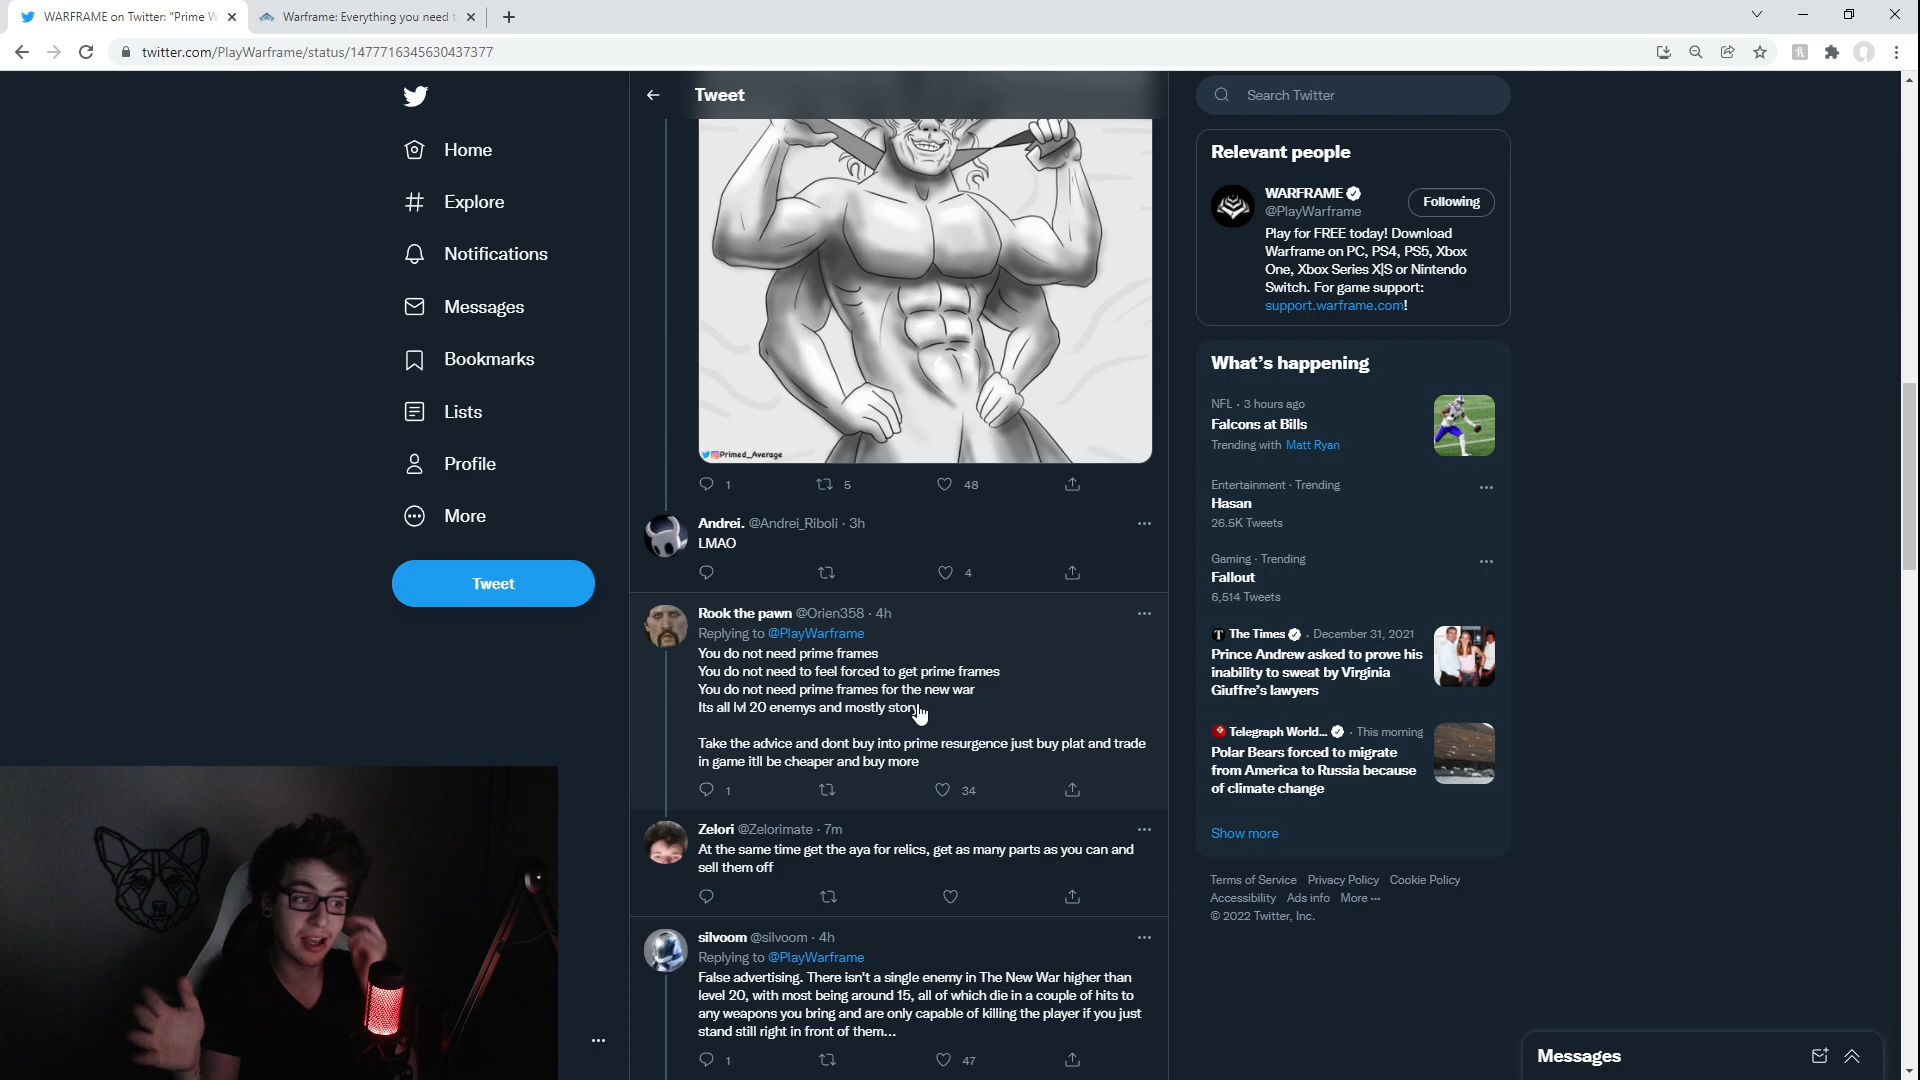 WARFRAME on Twitter: "Prime W
Warframe: Everything you need t
twitter.com/PlayWarframe/status/1477716345630437377
Home
Explore
Notifications
Messages
Bookmarks
Lists
Profile
More
Tweet
Tweet
Primed_Average
1
5
48
Andrei. @Andrei_Riboli · 3h
LMAO
4
Rook the pawn @Orien358 · 4h
Replying to @PlayWarframe
You do not need prime frames
You do not need to feel forced to get prime frames
You do not need prime frames for the new war
Its all lvl 20 enemys and mostly story
Take the advice and dont buy into prime resurgence just buy plat and trade
in game itll be cheaper and buy more
1
34
Zelori @Zelorimate · 7m
At the same time get the aya for relics, get as many parts as you can and
sell them off
silvoom @silvoom · 4h
Replying to @PlayWarframe
False advertising. There isn't a single enemy in The New War higher than
level 20, with most being around 15, all of which die in a couple of hits to
any weapons you bring and are only capable of killing the player if you just
stand still right in front of them...
1
47
Search Twitter
Relevant people
WARFRAME
@PlayWarframe
Following
Play for FREE today! Download
Warframe on PC, PS4, PS5, Xbox
One, Xbox Series X|S or Nintendo
Switch. For game support:
support.warframe.com!
What's happening
NFL · 3 hours ago
Falcons at Bills
Trending with Matt Ryan
Entertainment · Trending
Hasan
26.5K Tweets
Gaming · Trending
Fallout
6,514 Tweets
The Times · December 31, 2021
Prince Andrew asked to prove his
inability to sweat by Virginia
Giuffre's lawyers
Telegraph World... · This morning
Polar Bears forced to migrate
from America to Russia because
of climate change
Show more
Terms of Service Privacy Policy Cookie Policy
Accessibility Ads info More ···
© 2022 Twitter, Inc.
Messages